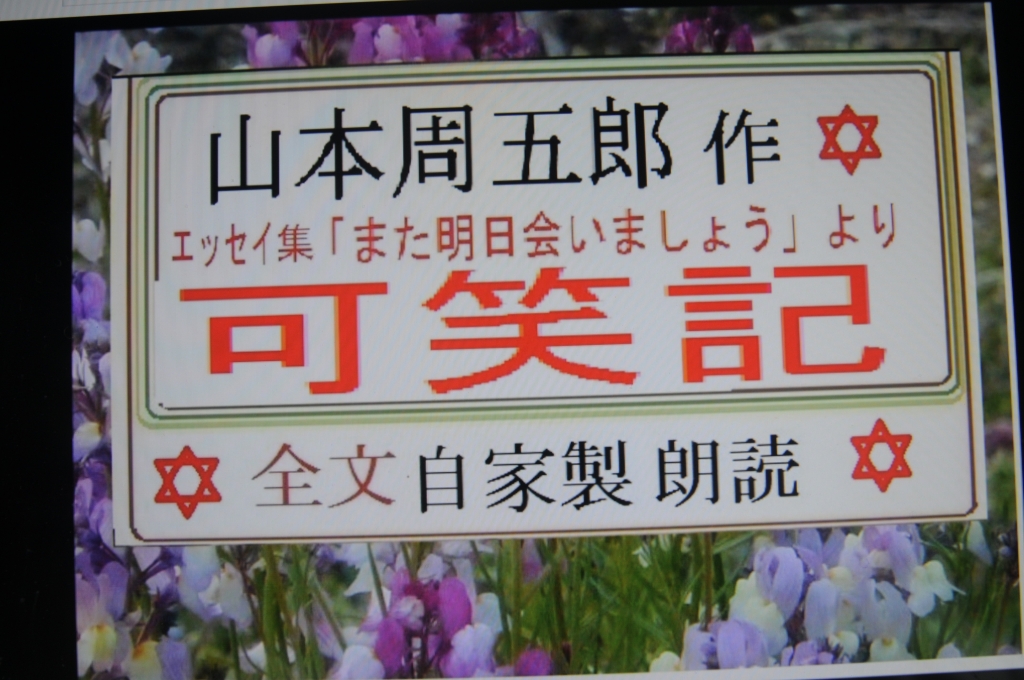 山本周五郎 作
エッセイ集「また明日会いましょう」より
可笑記
全文自家製 朗読